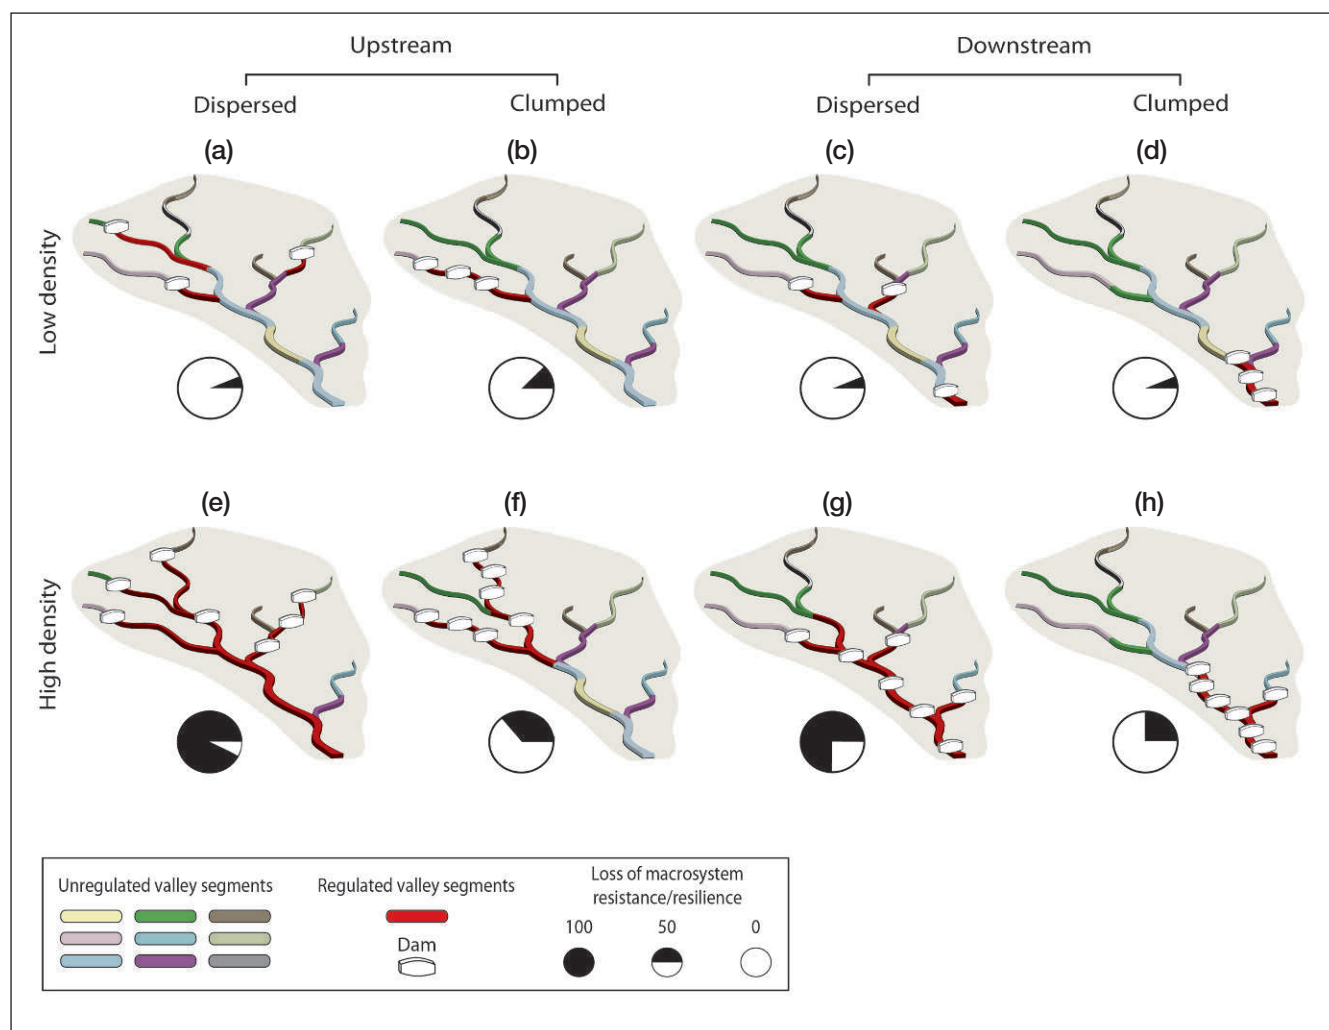 Upstream
Downstream
Dispersed
Clumped
Dispersed
Clumped
(a)
(b)
(c)
(d)
Low density
(e)
(f)
(g)
(h)
High density
Unregulated valley segments
Regulated valley segments
Dam
Loss of macrosystem
resistance/resilience
100
50
0